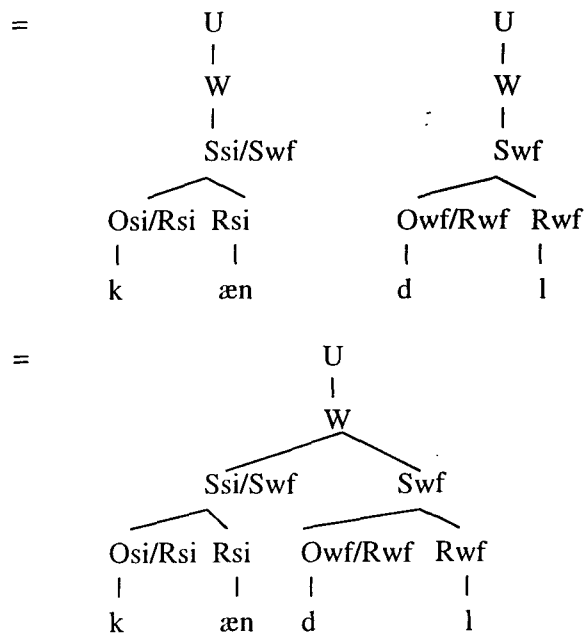 = U U
W W
Ssi/Swf Swf
Osi/Rsi Rsi Owf/Rwf Rwf
k æn d l
= U
W
Ssi/Swf Swf
Osi/Rsi Rsi Owf/Rwf Rwf
k æn d l